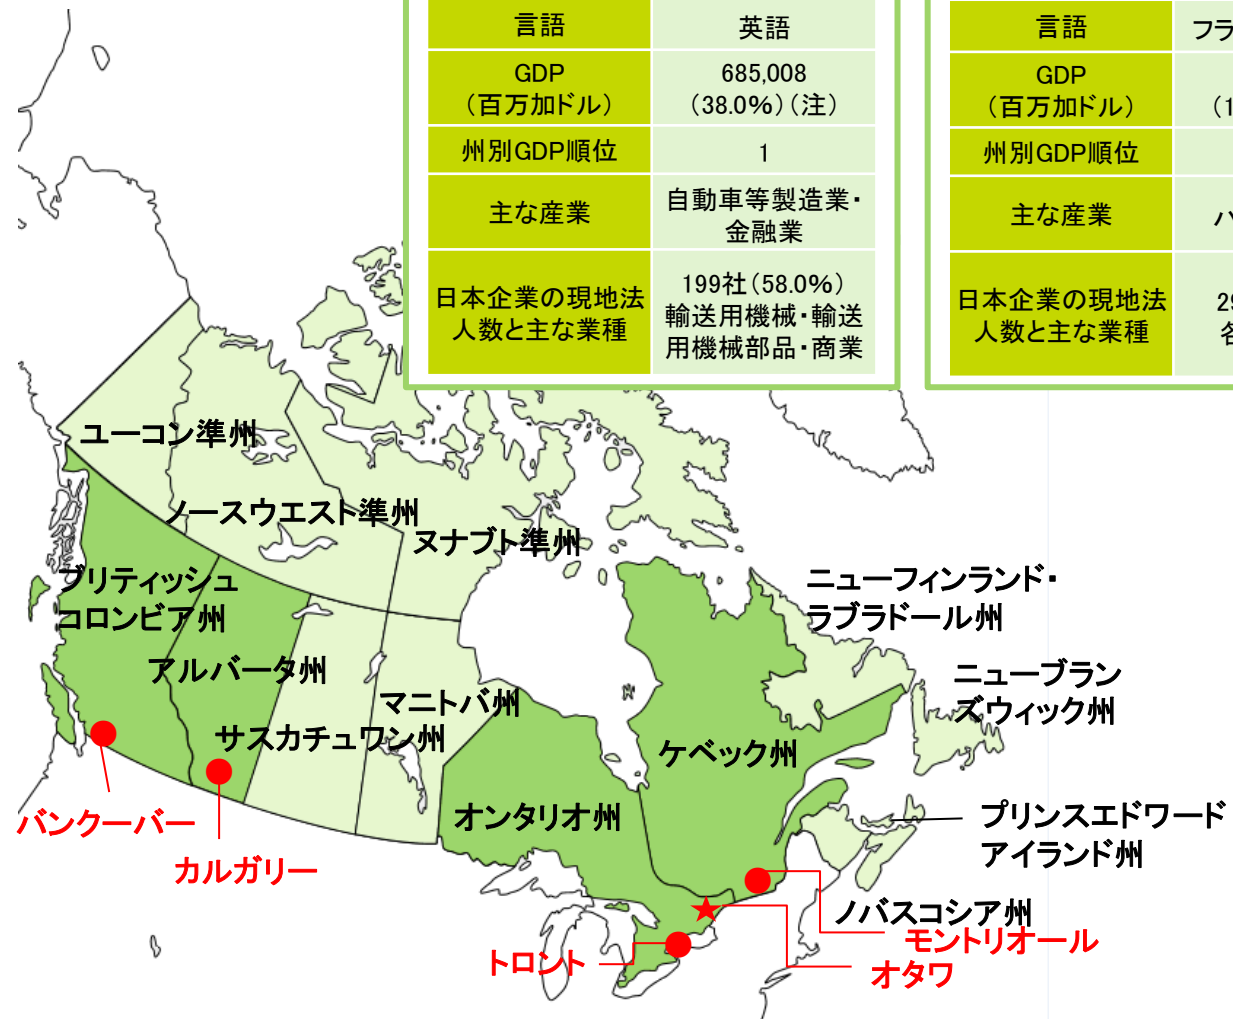 言語 英語
GDP
（百万加ドル）
685,008
（38.0%）（注）
州別GDP順位 1
主な産業
自動車等製造業・
金融業
日本企業の現地法
人数と主な業種
199社（58.0%）
輸送用機械・輸送
用機械部品・商業
言語 フラ
GDP
（百万加ドル）
（1
州別GDP順位
主な産業
日本企業の現地法
人数と主な業種
29
各
ユーコン準州
ノースウエスト準州
ヌナブト準州
ブリティッシュ
コロンビア州
アルバータ州
サスカチュワン州
マニトバ州
オンタリオ州
ケベック州
ニューフィンランド・
ラブラドール州
ニューブラン
ズウィック州
プリンスエドワード
アイランド州
ノバスコシア州
バンクーバー
カルガリー
トロント
モントリオール
オタワ